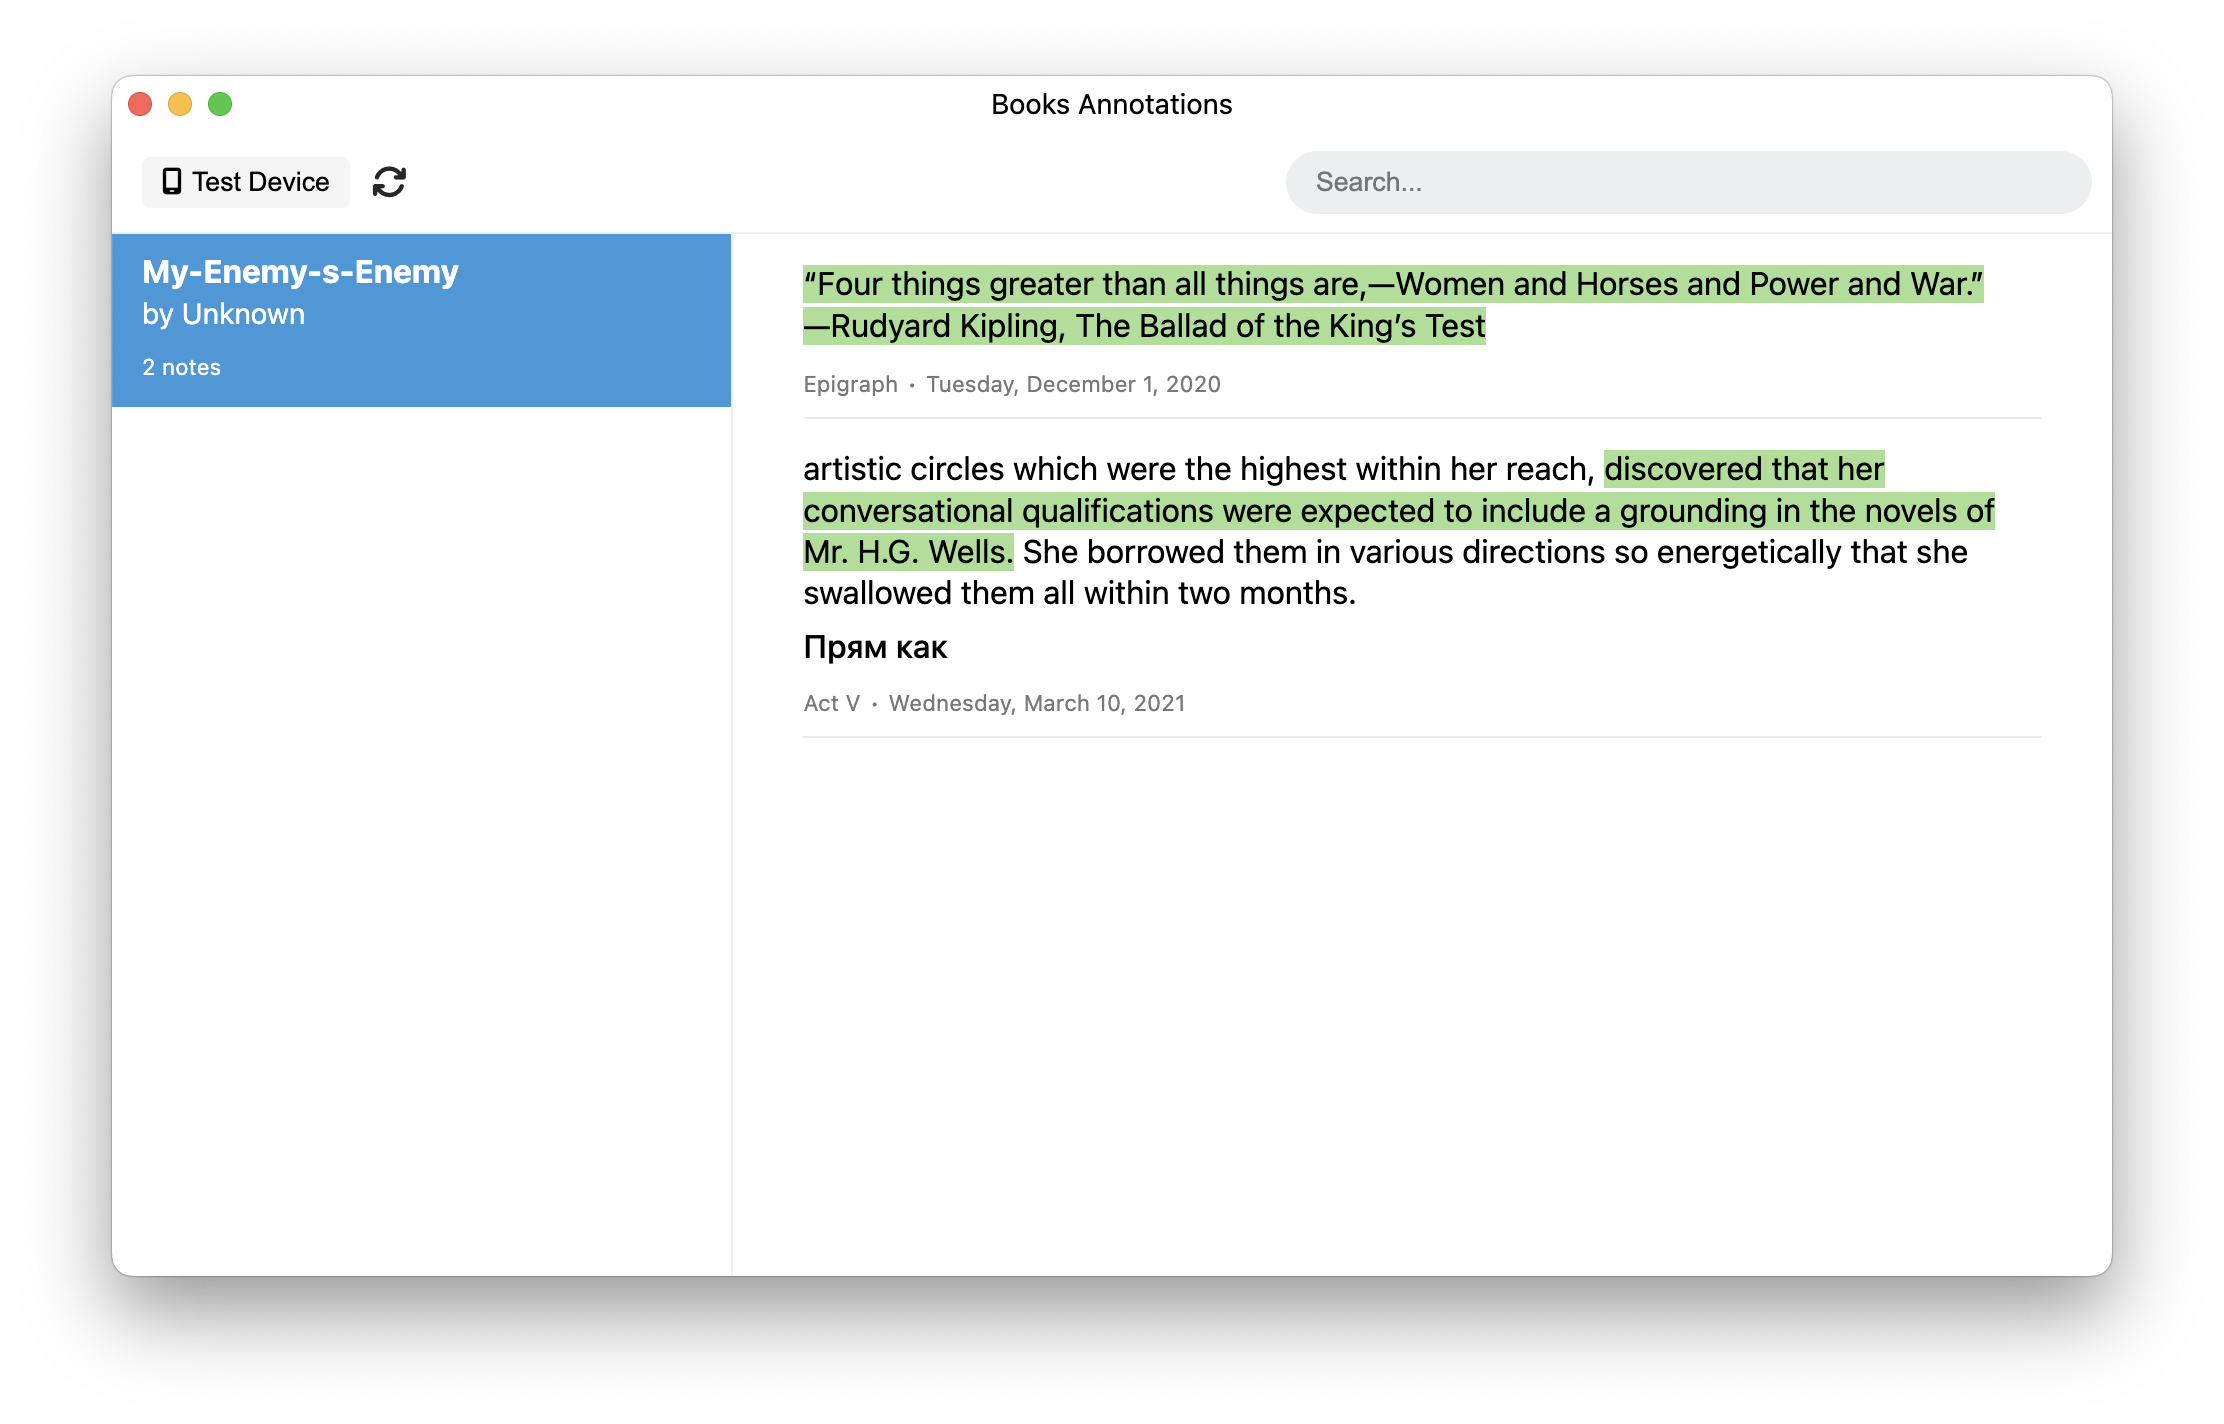 Books Annotations
Test Device
Search...
My-Enemy-s-Enemy
by Unknown
2 notes
“Four things greater than all things are,—Women and Horses and Power and War.”
—Rudyard Kipling, The Ballad of the King’s Test
Epigraph • Tuesday, December 1, 2020
artistic circles which were the highest within her reach, discovered that her
conversational qualifications were expected to include a grounding in the novels of
Mr. H.G. Wells. She borrowed them in various directions so energetically that she
swallowed them all within two months.
Прям как
Act V • Wednesday, March 10, 2021